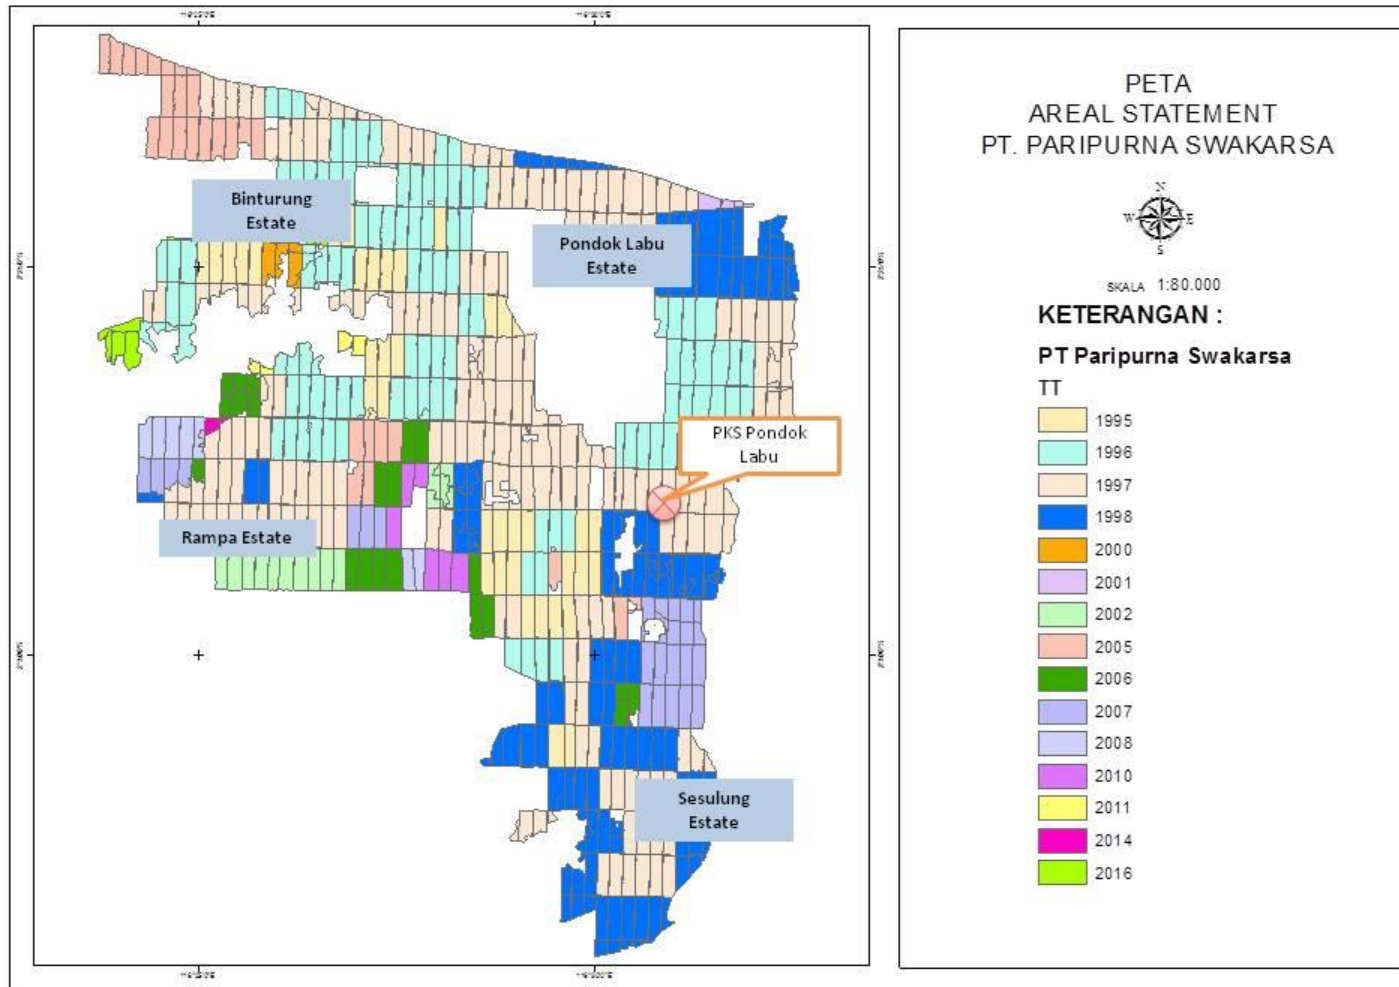 PETA
AREAL STATEMENT
PT. PARIPURNA SWAKARSA
N
W E
S
SKALA 1:80.000
KETERANGAN :
PT Paripurna Swakarsa
TT
1995
1996
1997
1998
2000
2001
2002
2005
2006
2007
2008
2010
2011
2014
2016
Binturung
Estate
Pondok Labu
Estate
PKS Pondok
Labu
Rampa Estate
Sesulung
Estate